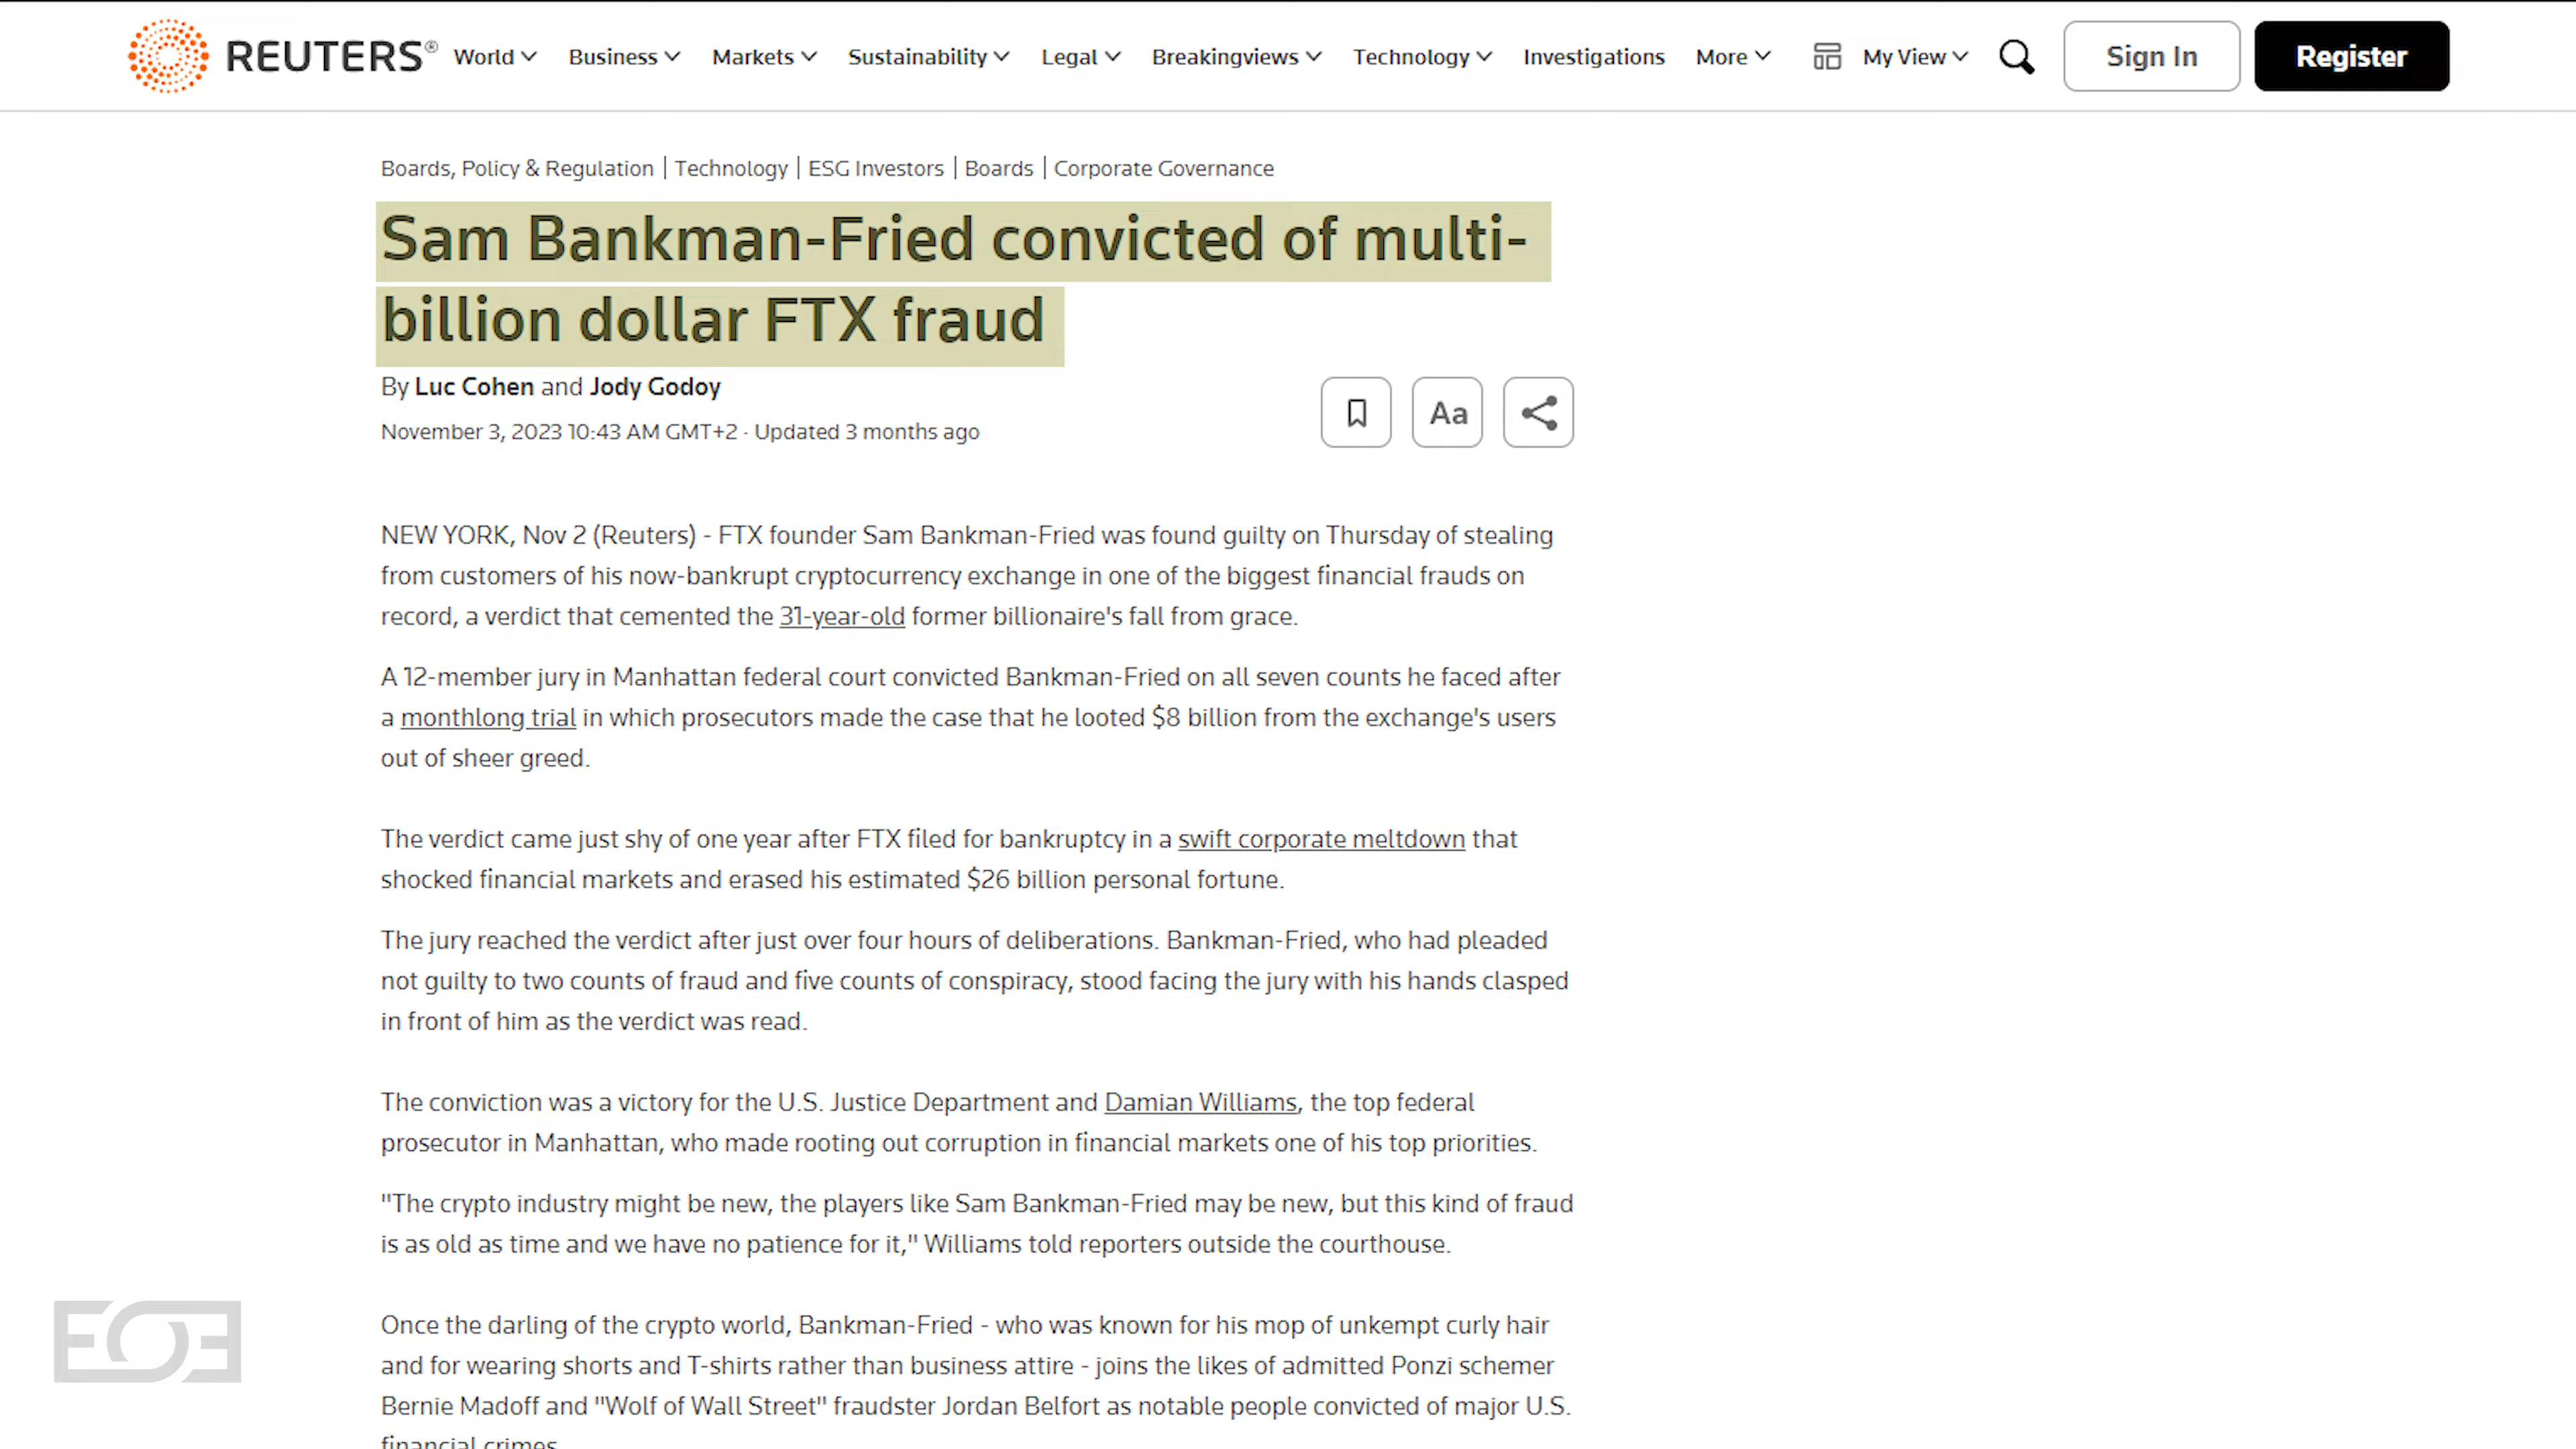 REUTERS® World Business Markets Sustainability Legal Breakingviews Technology Investigations More My View Sign In Register
Boards, Policy & Regulation | Technology | ESG Investors | Boards | Corporate Governance
Sam Bankman-Fried convicted of multi-
billion dollar FTX fraud
By Luc Cohen and Jody Godoy
November 3, 2023 10:43 AM GMT+2 · Updated 3 months ago
Aa
NEW YORK, Nov 2 (Reuters) - FTX founder Sam Bankman-Fried was found guilty on Thursday of stealing
from customers of his now-bankrupt cryptocurrency exchange in one of the biggest financial frauds on
record, a verdict that cemented the 31-year-old former billionaire's fall from grace.
A 12-member jury in Manhattan federal court convicted Bankman-Fried on all seven counts he faced after
a monthlong trial in which prosecutors made the case that he looted $8 billion from the exchange's users
out of sheer greed.
The verdict came just shy of one year after FTX filed for bankruptcy in a swift corporate meltdown that
shocked financial markets and erased his estimated $26 billion personal fortune.
The jury reached the verdict after just over four hours of deliberations. Bankman-Fried, who had pleaded
not guilty to two counts of fraud and five counts of conspiracy, stood facing the jury with his hands clasped
in front of him as the verdict was read.
The conviction was a victory for the U.S. Justice Department and Damian Williams, the top federal
prosecutor in Manhattan, who made rooting out corruption in financial markets one of his top priorities.
"The crypto industry might be new, the players like Sam Bankman-Fried may be new, but this kind of fraud
is as old as time and we have no patience for it," Williams told reporters outside the courthouse.
Once the darling of the crypto world, Bankman-Fried - who was known for his mop of unkempt curly hair
and for wearing shorts and T-shirts rather than business attire - joins the likes of admitted Ponzi schemer
Bernie Madoff and "Wolf of Wall Street" fraudster Jordan Belfort as notable people convicted of major U.S.
financial crimes.